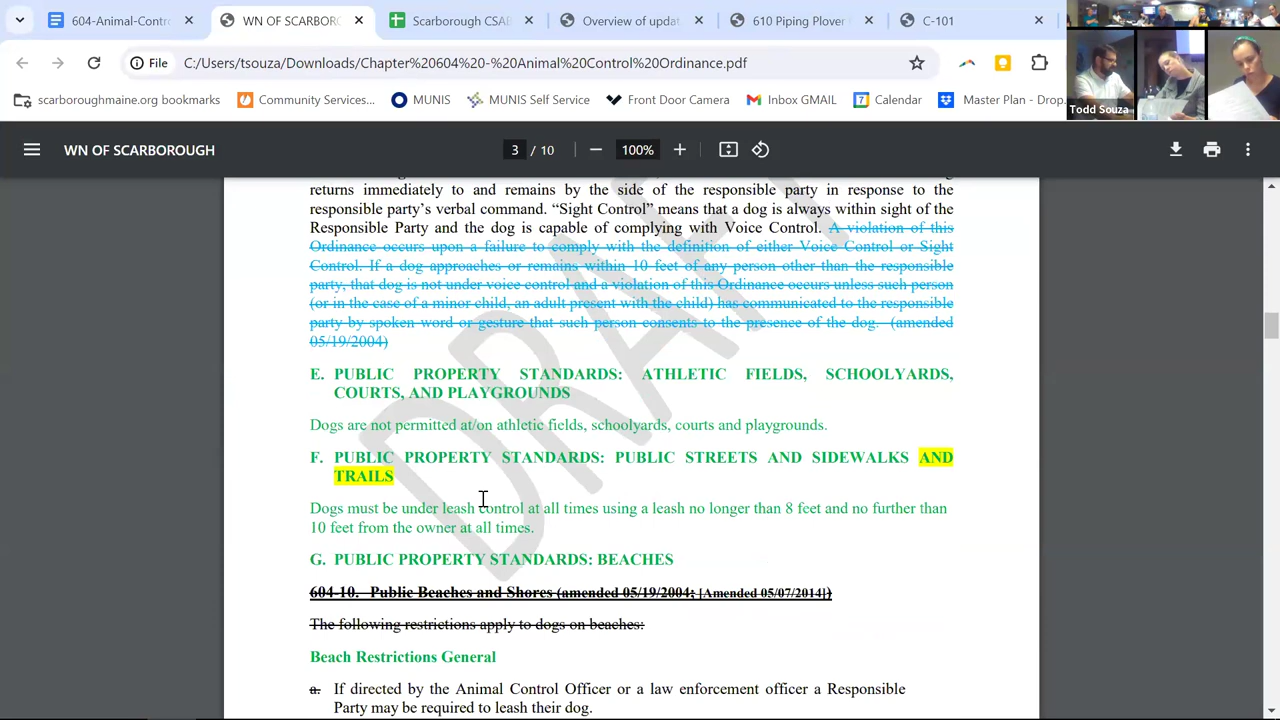 604-Animal-Contr
WN OF SCARBORO
Scarborough CSAB
Overview of updat
610 Piping Plover
C-101
File
C:/Users/tsouza/Downloads/Chapter%20604%20-%20Animal%20Control%20Ordinance.pdf
scarboroughmaine.org bookmarks
Community Services...
MUNIS
MUNIS Self Service
Front Door Camera
Inbox GMAIL
Calendar
Master Plan - Drop.
Todd Souza
WN OF SCARBOROUGH
3 / 10
100%
returns immediately to and remains by the side of the responsible party in response to the
responsible party's verbal command. “Sight Control” means that a dog is always within sight of the
Responsible Party and the dog is capable of complying with Voice Control. A violation of this
Ordinance occurs upon a failure to comply with the definition of either Voice Control or Sight
Control. If a dog approaches or remains within 10 feet of any person other than the responsible
party, that dog is not under voice control and a violation of this Ordinance occurs unless such person
(or in the case of a minor child, an adult present with the child) has communicated to the responsible
party by spoken word or gesture that such person consents to the presence of the dog. (amended
05/19/2004)
E. PUBLIC PROPERTY STANDARDS: ATHLETIC FIELDS, SCHOOLYARDS,
COURTS, AND PLAYGROUNDS
Dogs are not permitted at/on athletic fields, schoolyards, courts and playgrounds.
F. PUBLIC PROPERTY STANDARDS: PUBLIC STREETS AND SIDEWALKS AND
TRAILS
Dogs must be under leash control at all times using a leash no longer than 8 feet and no further than
10 feet from the owner at all times.
G. PUBLIC PROPERTY STANDARDS: BEACHES
604-10. Public Beaches and Shores (amended 05/19/2004; [Amended 05/07/2014])
The following restrictions apply to dogs on beaches:
Beach Restrictions General
a. If directed by the Animal Control Officer or a law enforcement officer a Responsible
Party may be required to leash their dog.
DRAFT